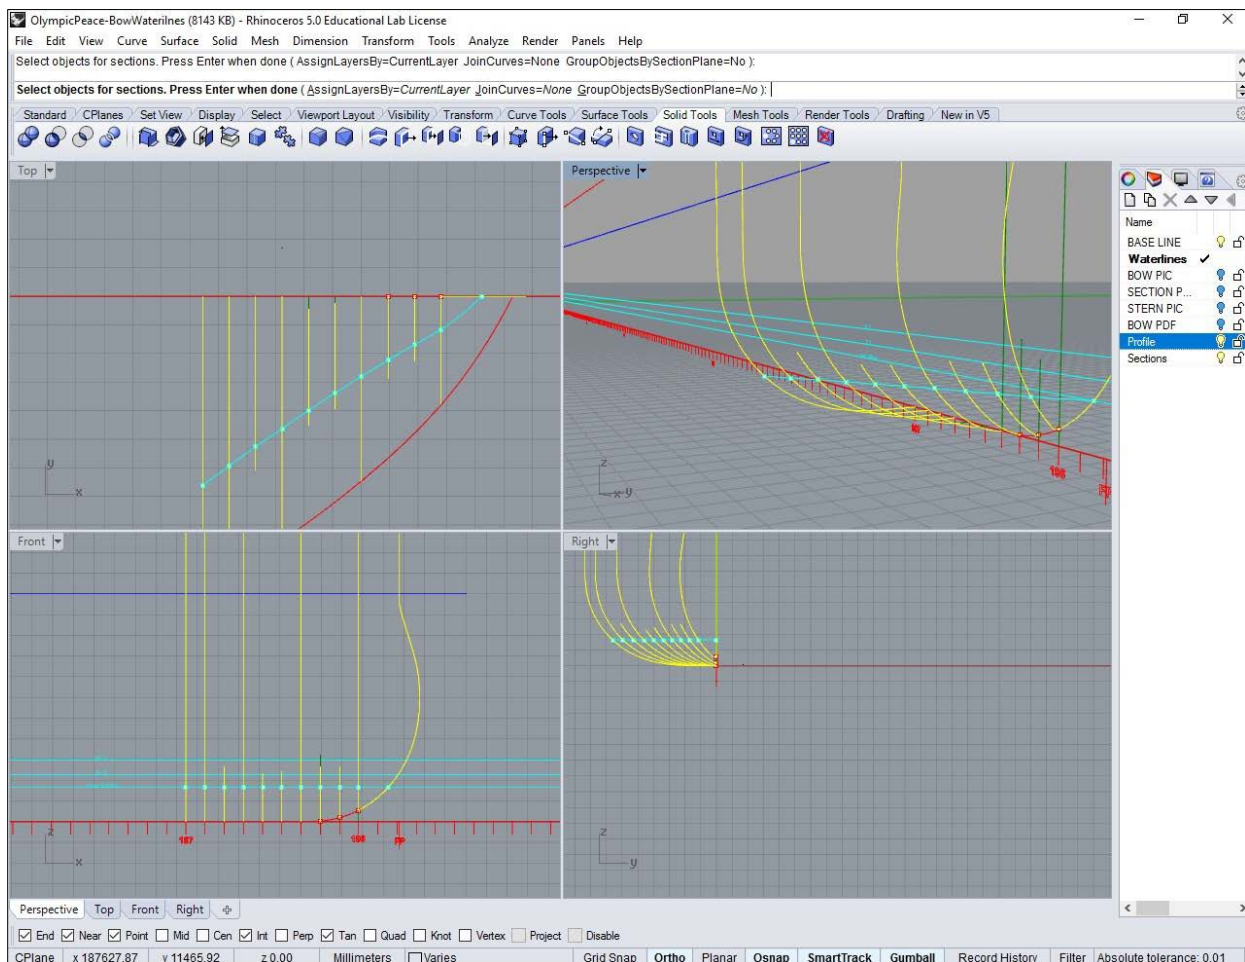 OlympicPeace-BowWaterilnes (8143 KB) - Rhinoceros 5.0 Educational Lab License
File Edit View Curve Surface Solid Mesh Dimension Transform Tools Analyze Render Panels Help
Select objects for sections. Press Enter when done ( AssignLayersBy=CurrentLayer JoinCurves=None GroupObjectsBySectionPlane=No ):
Select objects for sections. Press Enter when done ( AssignLayersBy=CurrentLayer JoinCurves=None GroupObjectsBySectionPlane=No ):
Standard CPlanes Set View Display Select Viewport Layout Visibility Transform Curve Tools Surface Tools Solid Tools Mesh Tools Render Tools Drafting New in V5
Top
y
x
Perspective
z
x y
196
Front
z
x
187
196
PP
Right
z
y
Name
BASE LINE
Waterlines
BOW PIC
SECTION P...
STERN PIC
BOW PDF
Profile
Sections
Perspective Top Front Right
End Near Point Mid Cen Int Perp Tan Quad Knot Vertex Project Disable
CPlane x 187627.87 y 11465.92 z 0.00 Millimeters Varies Grid Snap Ortho Planar Osnap SmartTrack Gumball Record History Filter Absolute tolerance: 0.01